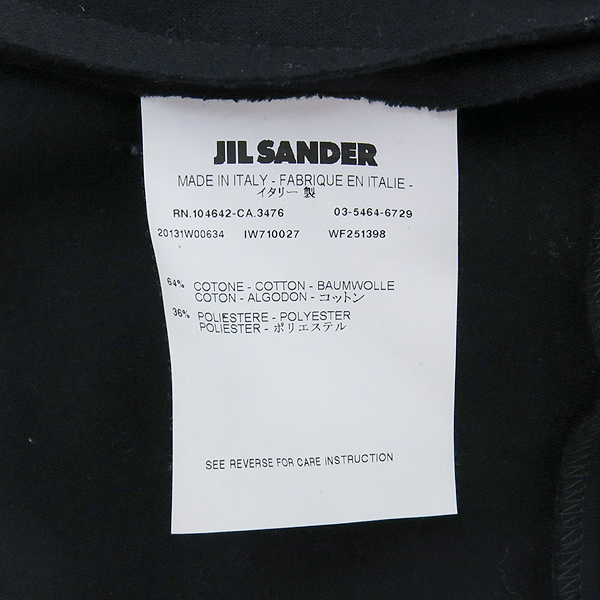 JIL SANDER
MADE IN ITALY - FABRIQUE EN ITALIE -
イタリー 製
RN.104642-CA.3476 03-5464-6729
20131W00634 IW710027 WF251398
64% COTONE - COTTON - BAUMWOLLE
COTON - ALGODON - コットン
36% POLIESTERE - POLYESTER
POLIESTER - ポリエステル
SEE REVERSE FOR CARE INSTRUCTION